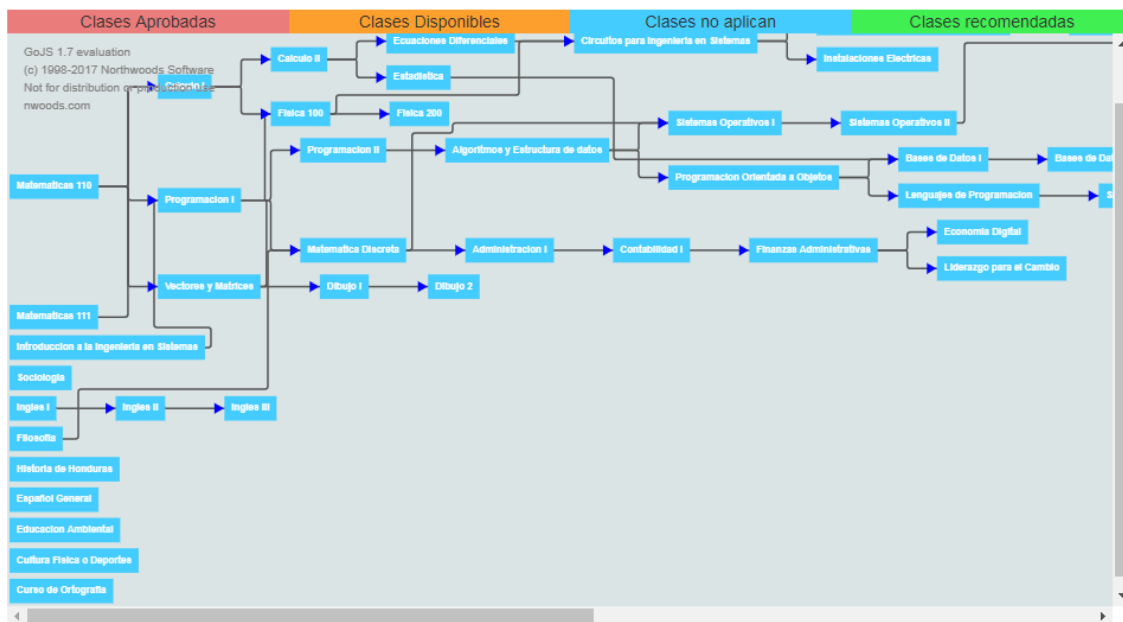 Clases Aprobadas
Clases Disponibles
Clases no aplican
Clases recomendadas
GoJS 1.7 evaluation
(c) 1998-2017 Northwoods Software
Not for distribution or production use
nwoods.com
Ecuaciones Diferenciales
Circuitos para Ingenieria en Sistemas
Calculo II
Instalaciones Electricas
Estadistica
Calculo I
Fisica 100
Fisica 200
Sistemas Operativos I
Sistemas Operativos II
Programacion II
Algoritmos y Estructura de datos
Bases de Datos I
Bases de Dat
Programacion Orientada a Objetos
Matematicas 110
Programacion I
Lenguajes de Programacion
S
Economia Digital
Matematica Discreta
Administracion I
Contabilidad I
Finanzas Administrativas
Liderazgo para el Cambio
Vectores y Matrices
Dibujo I
Dibujo 2
Matematicas 111
Introduccion a la Ingenieria en Sistemas
Sociologia
Ingles I
Ingles II
Ingles III
Filosofia
Historia de Honduras
Español General
Educacion Ambiental
Cultura Fisica o Deportes
Curso de Ortografia